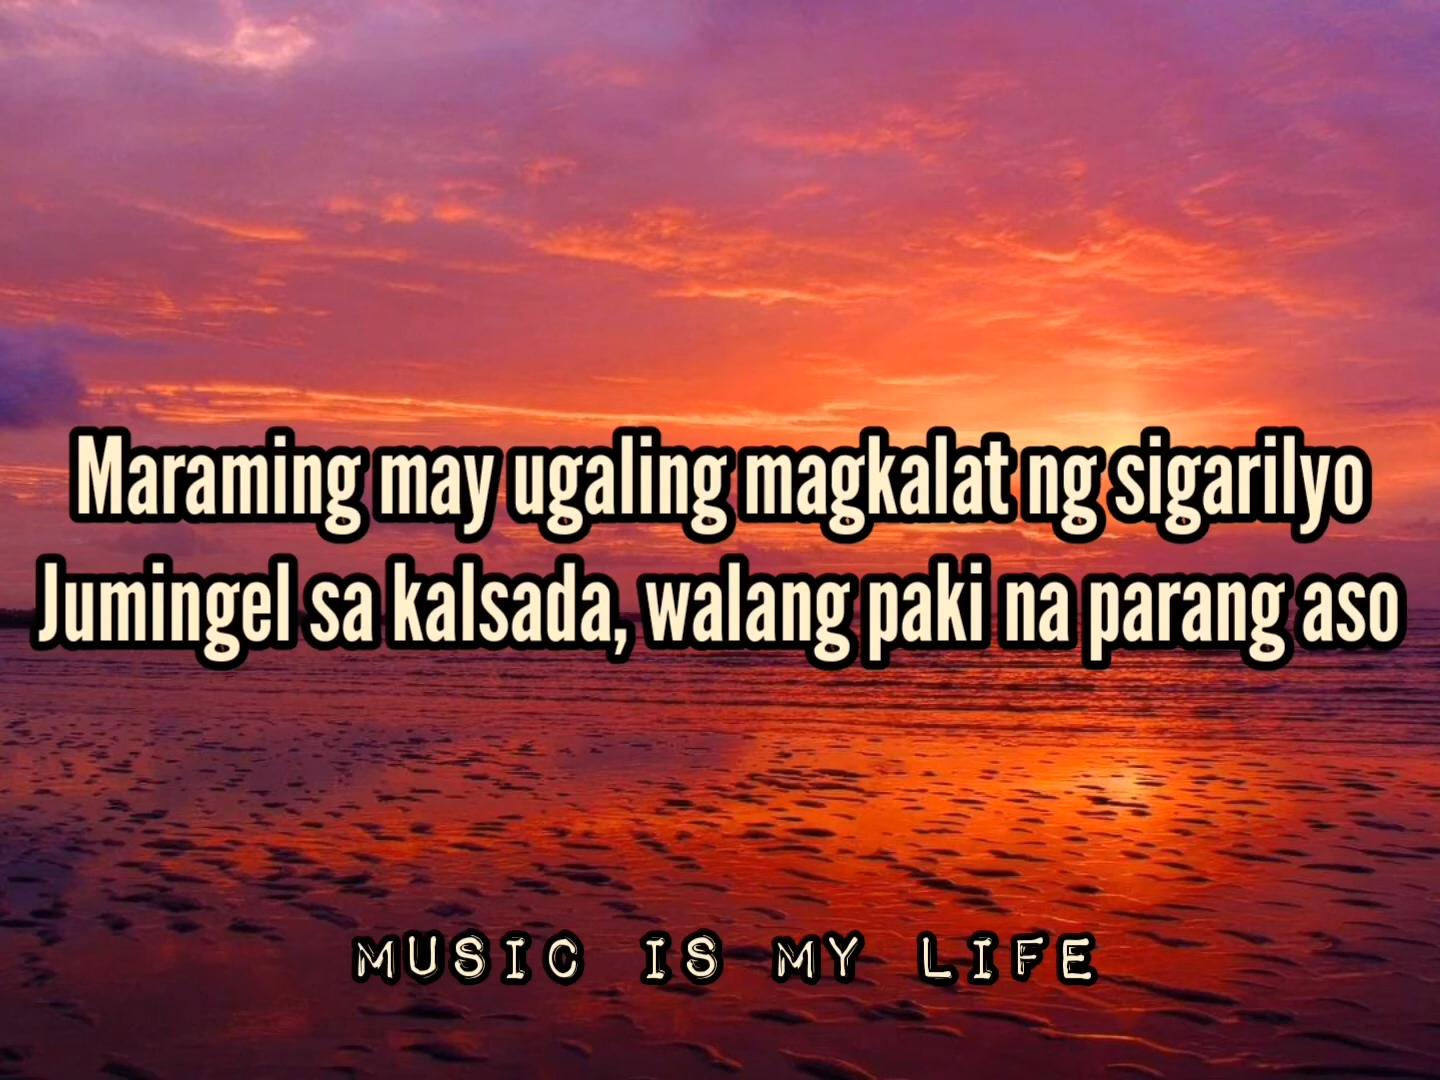 Maraming may ugaling magkalat ng sigarilyo
Jumingel sa kalsada, walang paki na parang aso
MUSIC IS MY LIFE